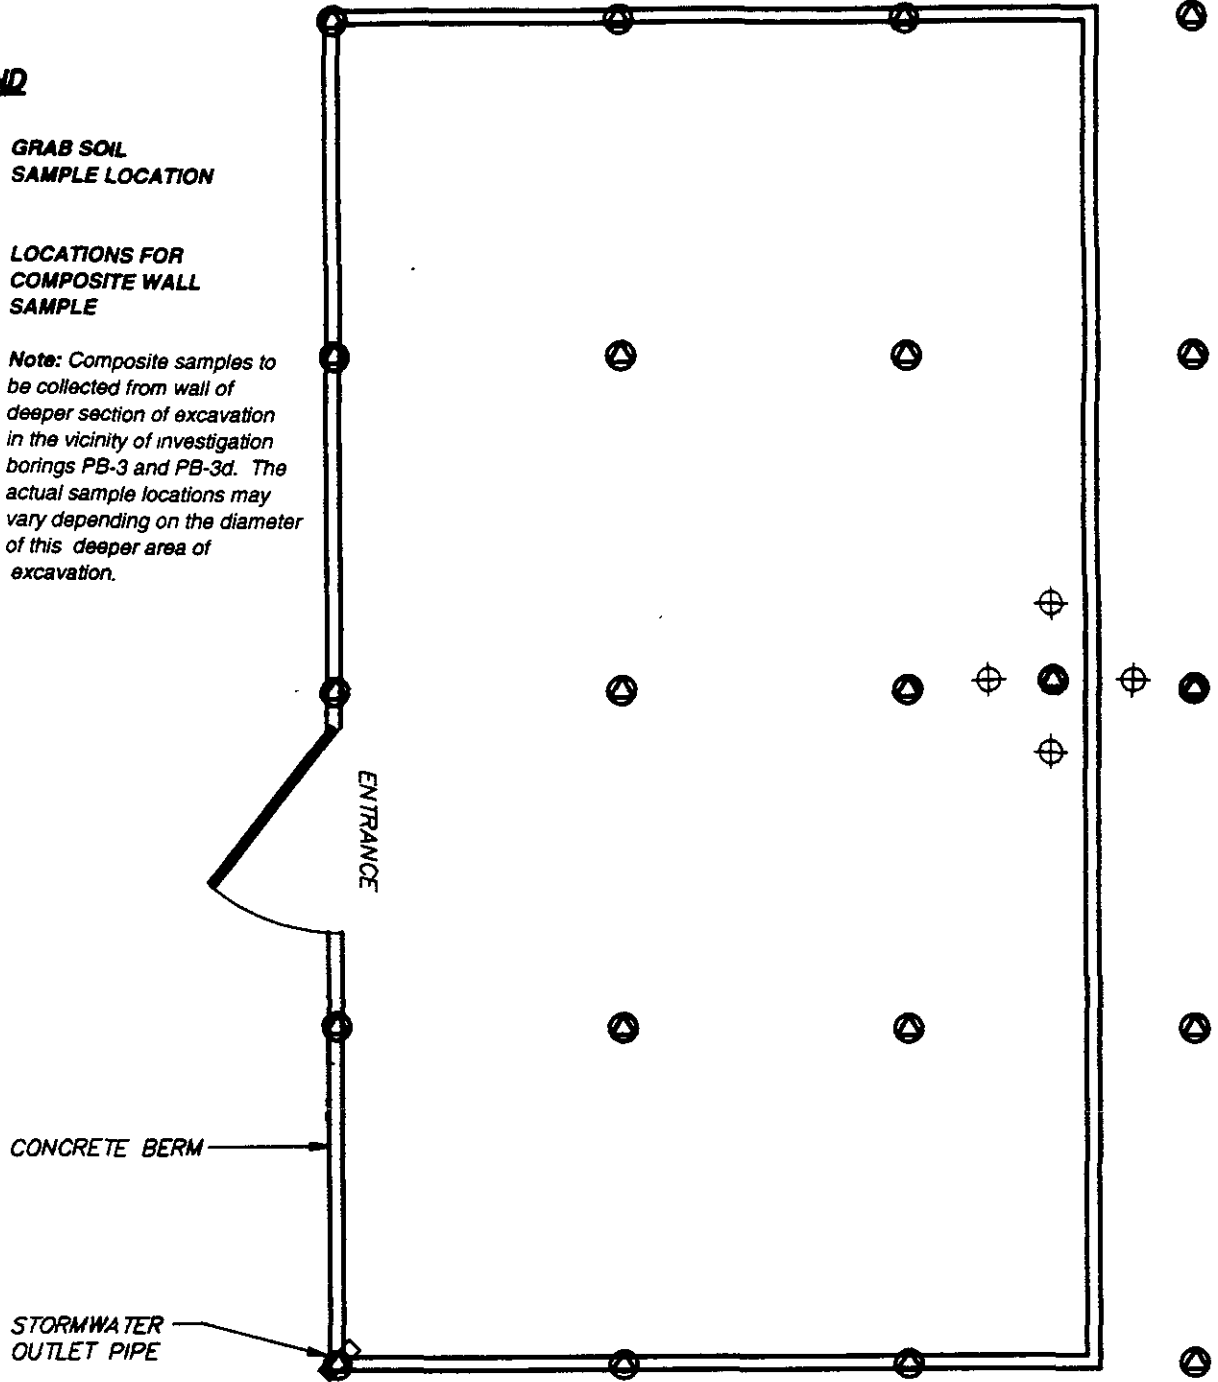 GRAB SOIL
SAMPLE LOCATION
LOCATIONS FOR
COMPOSITE WALL
SAMPLE
Note: Composite samples to
be collected from wall of
deeper section of excavation
in the vicinity of investigation
borings PB-3 and PB-3d. The
actual sample locations may
vary depending on the diameter
of this deeper area of
excavation.
ENTRANCE
CONCRETE BERM
STORMWATER
OUTLET PIPE